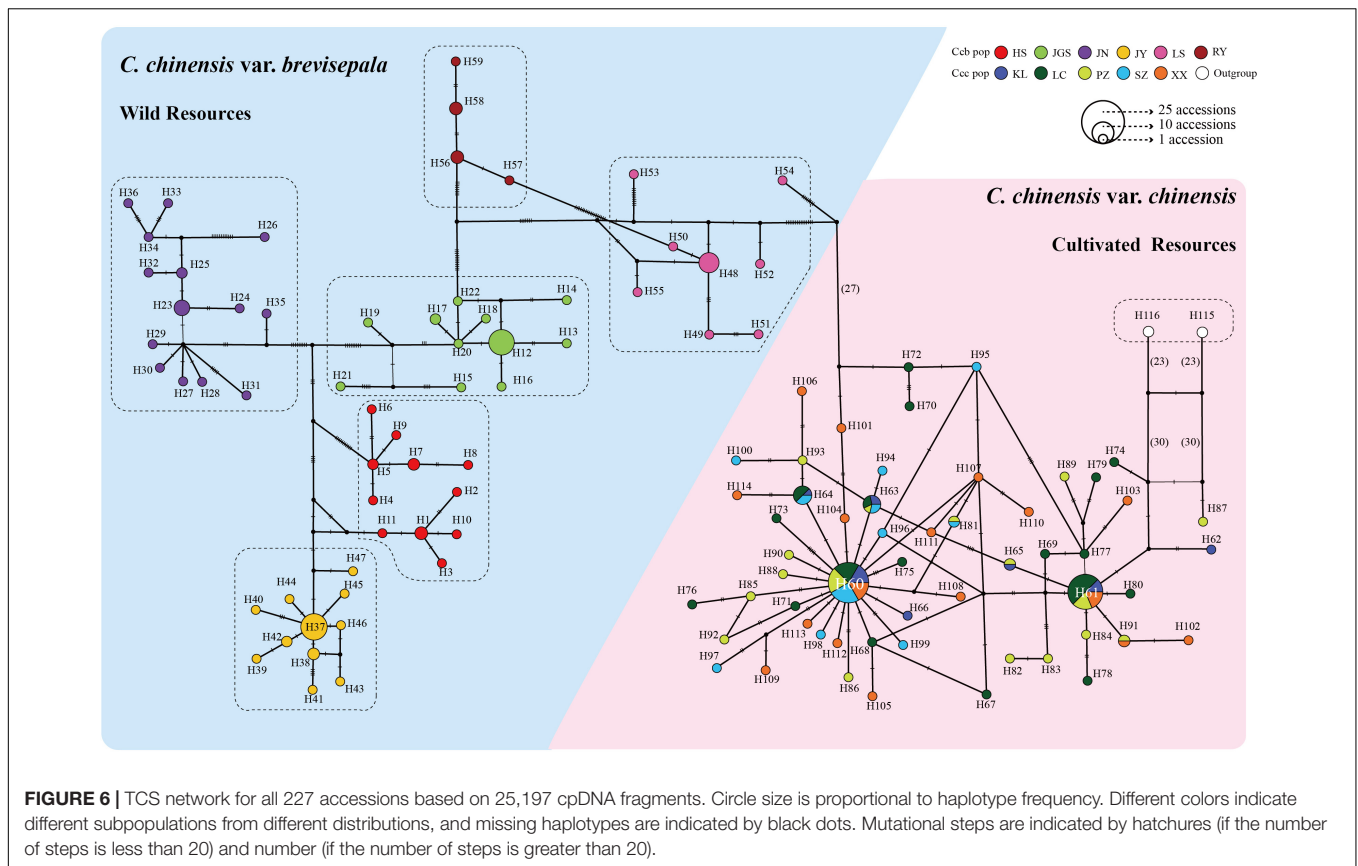 C. chinensis var. brevisepala
Wild Resources
Ccb pop HS JGS JN JY LS RY
Ccc pop KL LC PZ SZ XX Outgroup
25 accessions
10 accessions
1 accession
C. chinensis var. chinensis
Cultivated Resources
H59
H58
H56
H57
H53
H54
H50
H48
H52
H55
H49
H51
H36
H33
H26
H34
H32
H25
H23
H24
H35
H29
H30
H27
H28
H31
H22
H14
H17
H18
H19
H20
H12
H13
H21
H15
H16
H6
H9
H5
H7
H8
H4
H2
H11
H1
H10
H3
H47
H44
H45
H40
H37
H46
H42
H39
H38
H41
H43
(27)
H72
H95
H70
H116
H115
(23)
(23)
(30)
(30)
H106
H101
H100
H93
H94
H107
H74
H89
H79
H103
H114
H64
H63
H104
H96
H81
H110
H87
H73
H111
H65
H69
H77
H62
H90
H88
H75
H60
H108
H61
H80
H76
H85
H71
H66
H91
H102
H92
H113
H98
H112
H68
H99
H84
H97
H109
H86
H105
H67
H82
H83
H78
FIGURE 6 | TCS network for all 227 accessions based on 25,197 cpDNA fragments. Circle size is proportional to haplotype frequency. Different colors indicate
different subpopulations from different distributions, and missing haplotypes are indicated by black dots. Mutational steps are indicated by hatchures (if the number
of steps is less than 20) and number (if the number of steps is greater than 20).